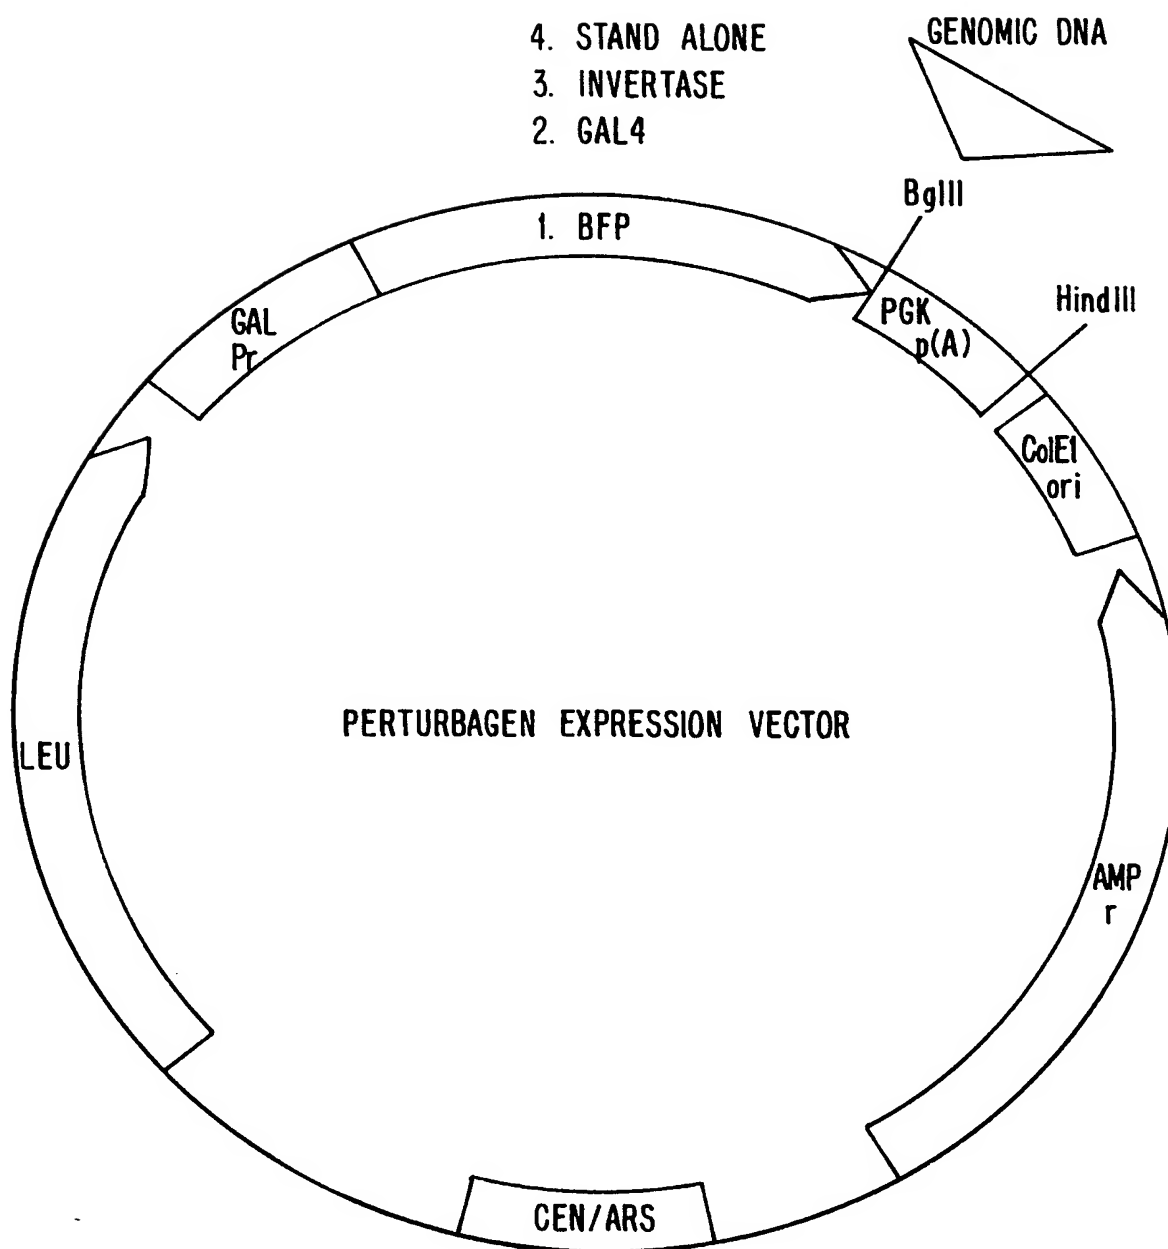 4. STAND ALONE
3. INVERTASE
2. GAL4
GENOMIC DNA
BglII
1. BFP
HindIII
GAL
Pr
PGK
p(A)
ColE1
ori
PERTURBAGEN EXPRESSION VECTOR
LEU
AMP
r
CEN/ARS